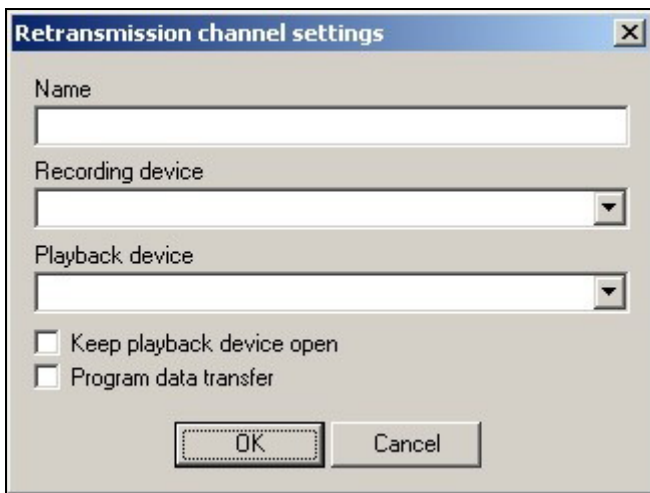 Retransmission channel settings
Name
Recording device
Playback device
Keep playback device open
Program data transfer
OK Cancel